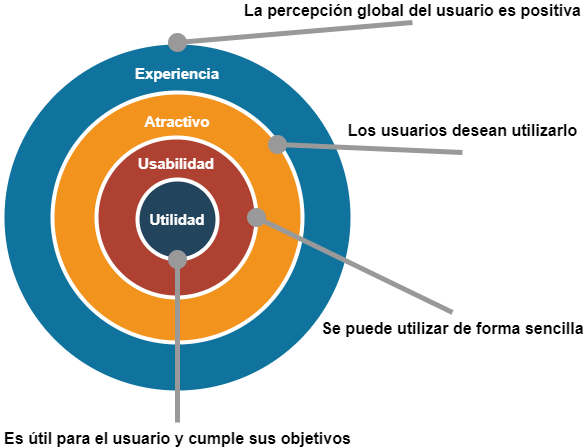 La percepción global del usuario es positiva
Experiencia
Atractivo
Los usuarios desean utilizarlo
Usabilidad
Utilidad
Se puede utilizar de forma sencilla
Es útil para el usuario y cumple sus objetivos